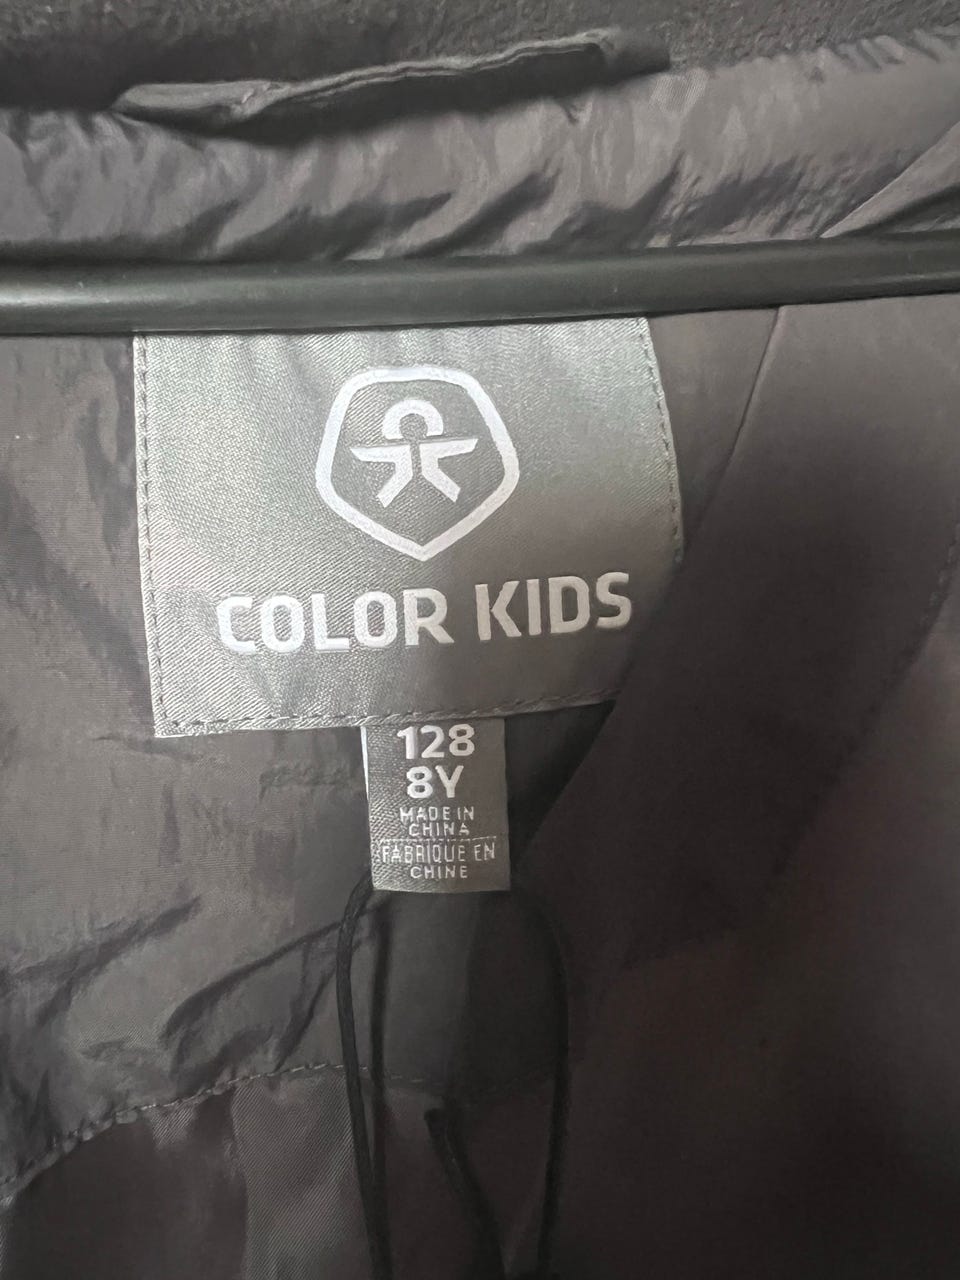 COLOR KIDS
128
8Y
MADE IN
CHINA
FABRIQUE EN
CHINE